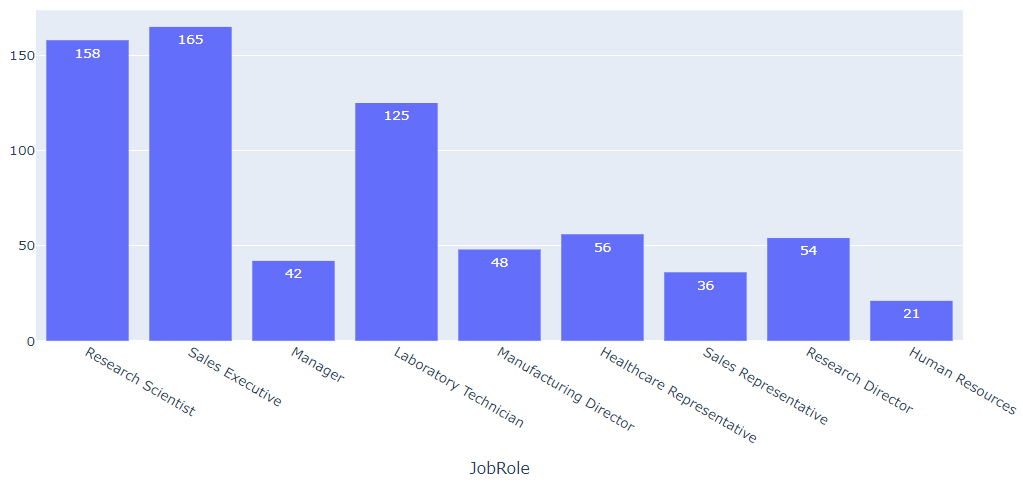 150
100
50
0
158
165
42
125
48
56
36
54
21
Research Scientist
Sales Executive
Manager
Laboratory Technician
Manufacturing Director
Healthcare Representative
Sales Representative
Research Director
Human Resources
JobRole